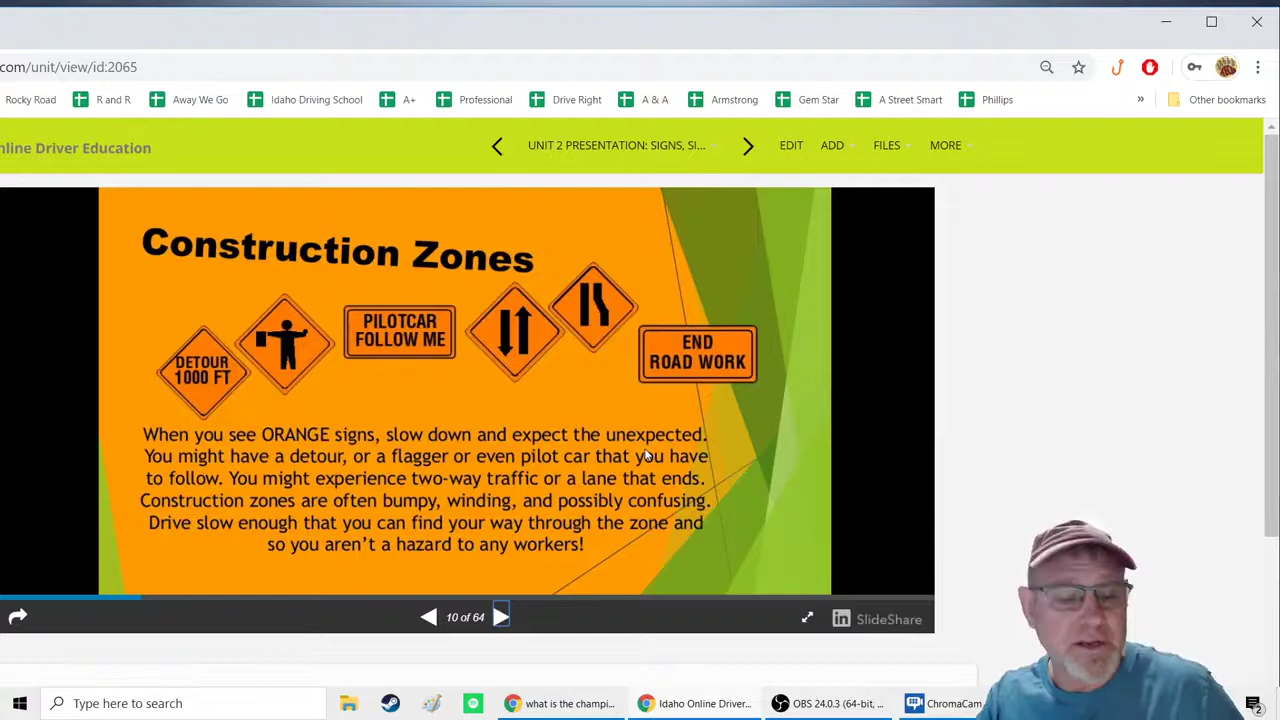 com/unit/view/id:2065
Rocky Road R and R Away We Go Idaho Driving School A+ Professional Drive Right A & A Armstrong Gem Star A Street Smart Phillips » Other bookmarks
nline Driver Education
UNIT 2 PRESENTATION: SIGNS, SI... EDIT ADD FILES MORE
Construction Zones
DETOUR
1000 FT
PILOTCAR
FOLLOW ME
END
ROAD WORK
When you see ORANGE signs, slow down and expect the unexpected.
You might have a detour, or a flagger or even pilot car that you have
to follow. You might experience two-way traffic or a lane that ends.
Construction zones are often bumpy, winding, and possibly confusing.
Drive slow enough that you can find your way through the zone and
so you aren't a hazard to any workers!
10 of 64
in SlideShare
Type here to search
what is the champi...
Idaho Online Driver...
OBS 24.0.3 (64-bit, ...
ChromaCam
2